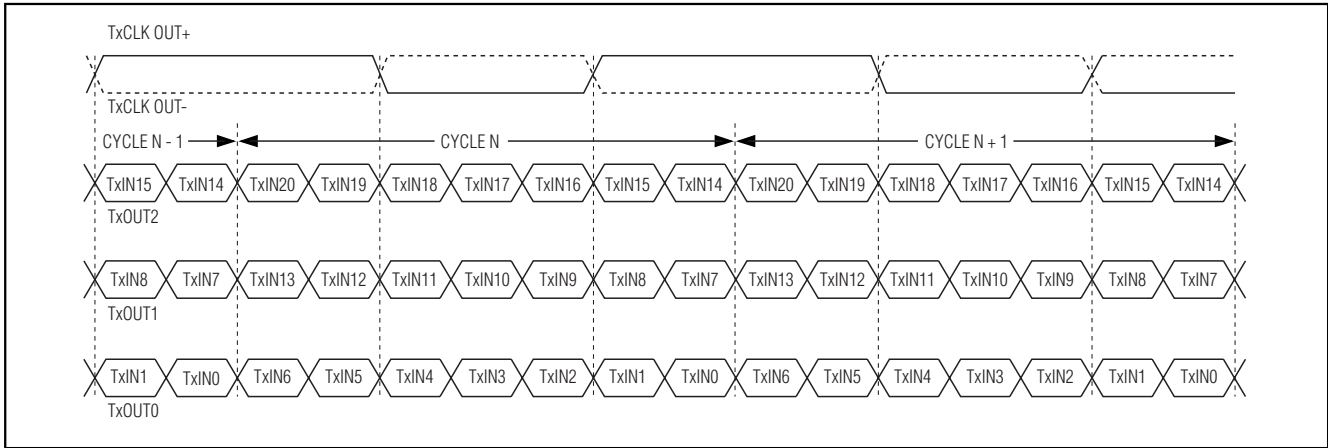 TxCLK OUT+
TxCLK OUT-
CYCLE N - 1 CYCLE N CYCLE N + 1
TxIN15 TxIN14 TxIN20 TxIN19 TxIN18 TxIN17 TxIN16 TxIN15 TxIN14 TxIN20 TxIN19 TxIN18 TxIN17 TxIN16 TxIN15 TxIN14
TxOUT2
TxIN8 TxIN7 TxIN13 TxIN12 TxIN11 TxIN10 TxIN9 TxIN8 TxIN7 TxIN13 TxIN12 TxIN11 TxIN10 TxIN9 TxIN8 TxIN7
TxOUT1
TxIN1 TxIN0 TxIN6 TxIN5 TxIN4 TxIN3 TxIN2 TxIN1 TxIN0 TxIN6 TxIN5 TxIN4 TxIN3 TxIN2 TxIN1 TxIN0
TxOUT0